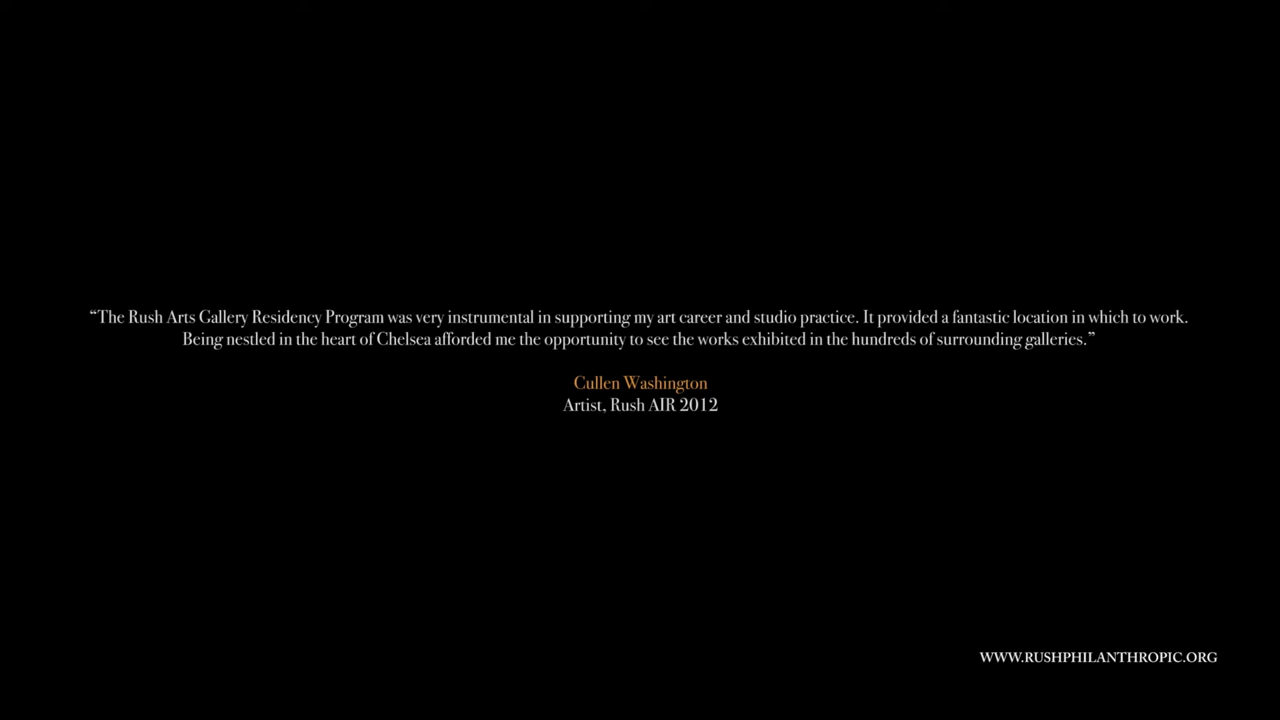 “The Rush Arts Gallery Residency Program was very instrumental in supporting my art career and studio practice. It provided a fantastic location in which to work.
Being nestled in the heart of Chelsea afforded me the opportunity to see the works exhibited in the hundreds of surrounding galleries.”
Cullen Washington
Artist, Rush AIR 2012
WWW.RUSHPHILANTHROPIC.ORG